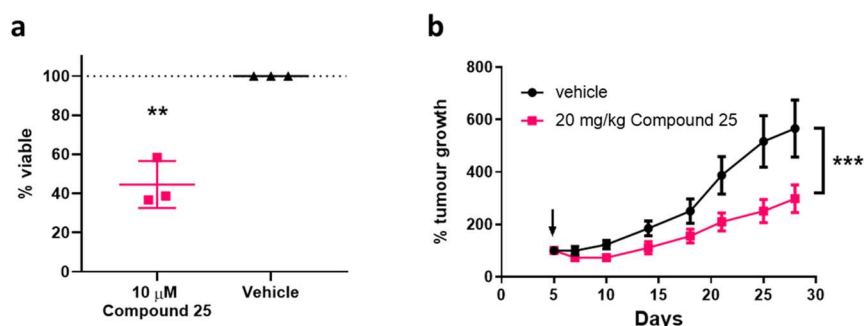 a
% viable
100
80
60
40
20
0
**
10 μM
Compound 25
Vehicle
b
% tumour growth
800
600
400
200
0
vehicle
20 mg/kg Compound 25
***
0 5 10 15 20 25 30
Days